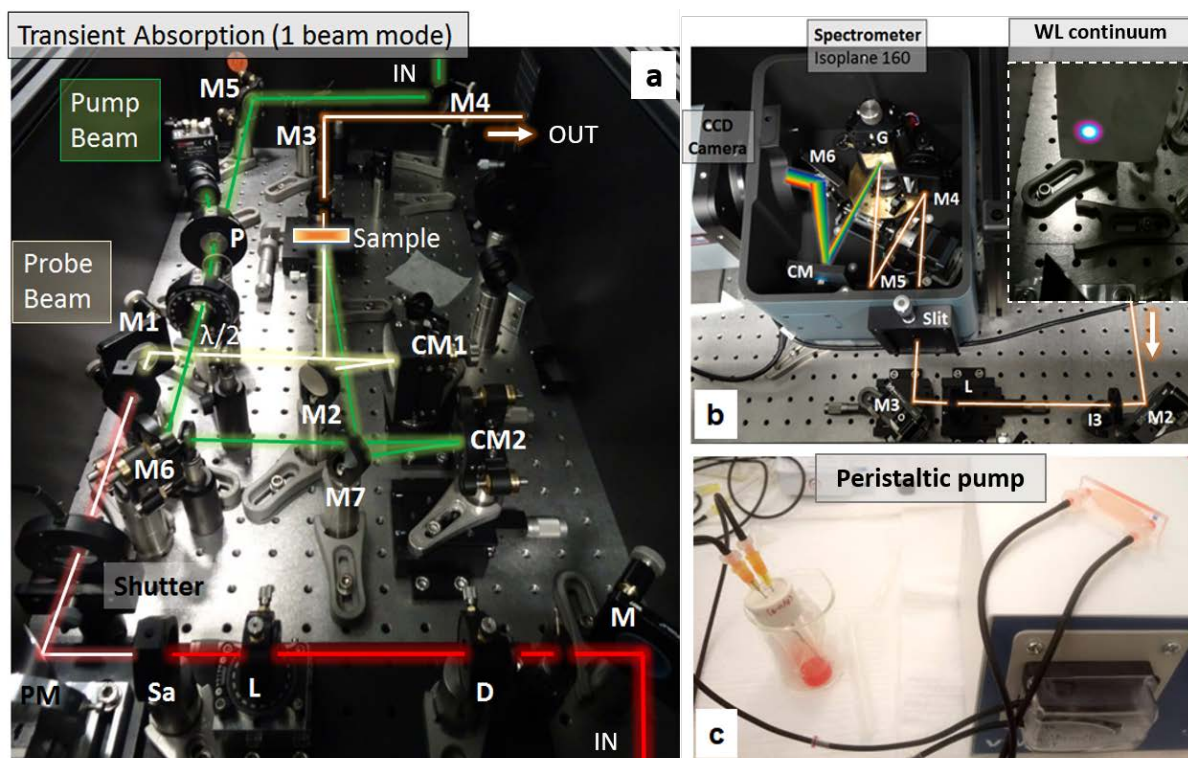 Transient Absorption (1 beam mode)
a
IN
M5
M4
Pump
Beam
M3
OUT
P
Sample
Probe
Beam
M1
λ/2
CM1
M2
CM2
M6
M7
Shutter
M
PM
Sa
L
D
IN
Spectrometer
Isoplane 160
WL continuum
CCD
Camera
G
M6
M4
CM
M5
Slit
L
M3
I3
M2
b
Peristaltic pump
c